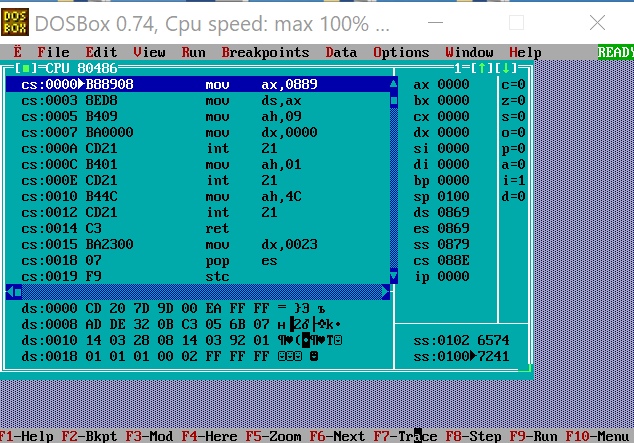 DOS BOX DOSBox 0.74, Cpu speed: max 100% ...
Ë File Edit View Run Breakpoints Data Options Window Help READY
[■]=CPU 80486 1=[↑][↓]
cs:0000►B88908 mov ax,0889 ax 0000 c=0
cs:0003 8ED8 mov ds,ax bx 0000 z=0
cs:0005 B409 mov ah,09 cx 0000 s=0
cs:0007 BA0000 mov dx,0000 dx 0000 o=0
cs:000A CD21 int 21 si 0000 p=0
cs:000C B401 mov ah,01 di 0000 a=0
cs:000E CD21 int 21 bp 0000 i=1
cs:0010 B44C mov ah,4C sp 0100 d=0
cs:0012 CD21 int 21 ds 0869
cs:0014 C3 ret es 0869
cs:0015 BA2300 mov dx,0023 ss 0879
cs:0018 07 pop es cs 088E
cs:0019 F9 stc ip 0000
ds:0000 CD 20 7D 9D 00 EA FF FF = }Э ъ
ds:0008 AD DE 32 0B C3 05 6B 07
ds:0010 14 03 28 08 14 03 92 01 ss:0102 6574
ds:0018 01 01 01 00 02 FF FF FF ss:0100►7241
F1-Help F2-Bkpt F3-Mod F4-Here F5-Zoom F6-Next F7-Trace F8-Step F9-Run F10-Menu